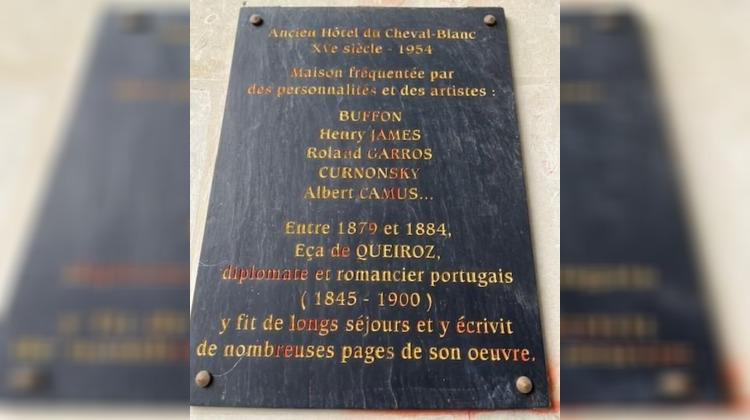 Ancien Hôtel du Cheval-Blanc
XVe siècle - 1954
Maison fréquentée par
des personnalités et des artistes :
BUFFON
Henry JAMES
Roland GARROS
CURNONSKY
Albert CAMUS...
Entre 1879 et 1884,
Eça de QUEIROZ,
diplomate et romancier portugais
( 1845 - 1900 )
y fit de longs séjours et y écrivit
de nombreuses pages de son oeuvre.